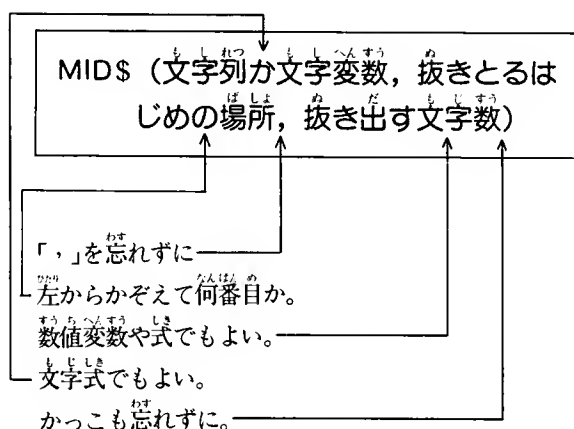 MID$（文字列か文字変数，抜きとるは
じめの場所，抜き出す文字数）
「，」を忘れずに
左からかぞえて何番目か。
数値変数や式でもよい。
文字式でもよい。
かっこも忘れずに。